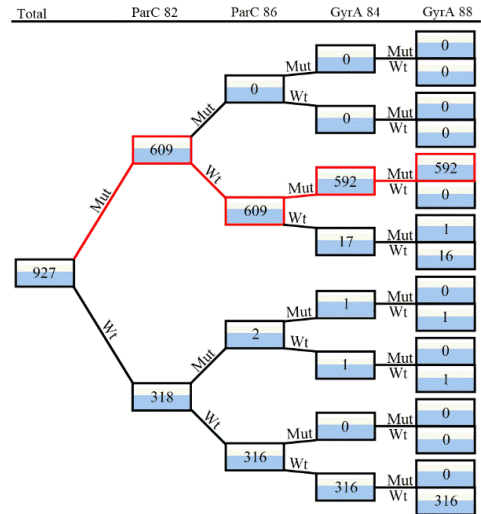 Total ParC 82 ParC 86 GyrA 84 GyrA 88
Mut 0
Mut 0 Wt 0
Mut 0 Wt 0 Mut 0
Wt 0
Mut 609 Wt Mut 592 Mut 592
609 Wt 0
Wt 17 Mut 1
Wt 16
927
Wt Mut 1 Mut 0
Mut 2 Wt 1
Wt 1 Mut 0
Wt 1
318
Wt Mut 0 Mut 0
316 Wt 0
Wt 316 Mut 0
Wt 316